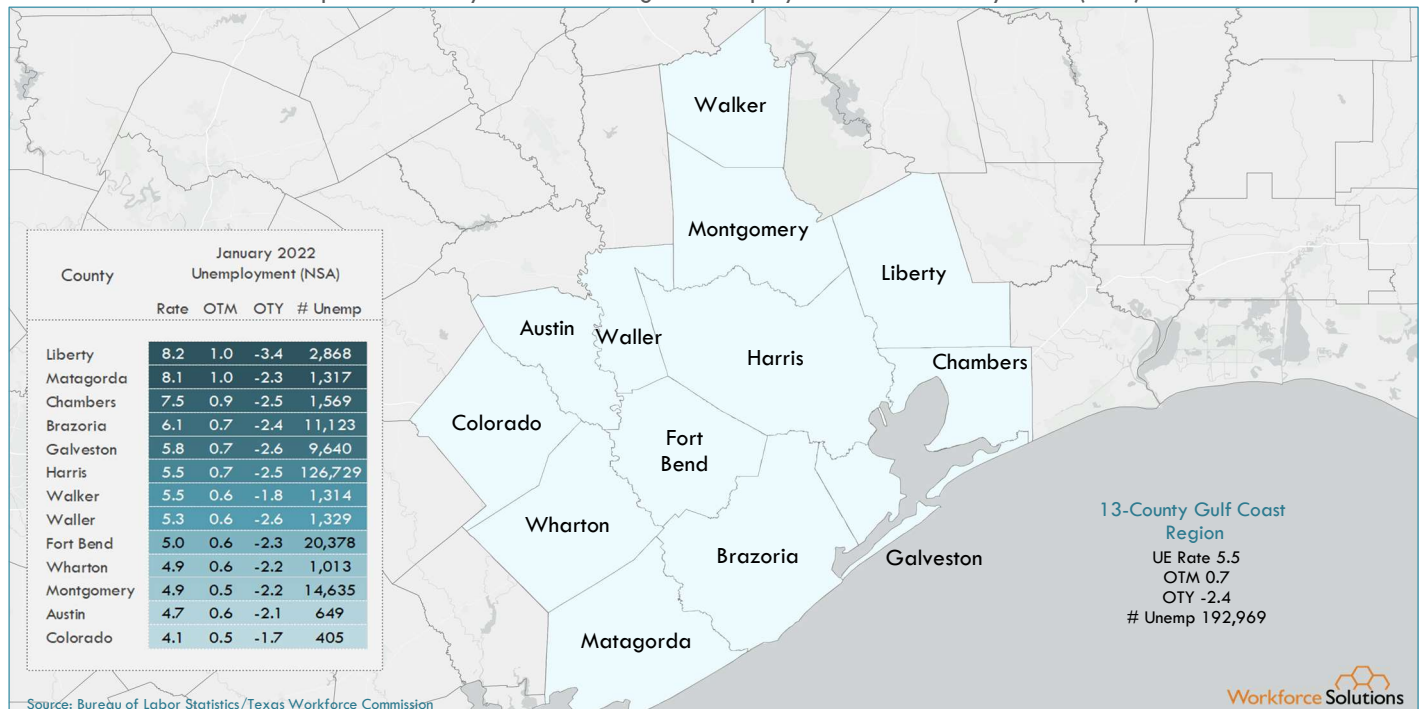 Walker
Montgomery
Liberty
Austin
Waller
Harris
Chambers
Colorado
Fort
Bend
Wharton
Brazoria
Galveston
Matagorda
County
January 2022
Unemployment (NSA)
Rate OTM OTY # Unemp
Liberty 8.2 1.0 -3.4 2,868
Matagorda 8.1 1.0 -2.3 1,317
Chambers 7.5 0.9 -2.5 1,569
Brazoria 6.1 0.7 -2.4 11,123
Galveston 5.8 0.7 -2.6 9,640
Harris 5.5 0.7 -2.5 126,729
Walker 5.5 0.6 -1.8 1,314
Waller 5.3 0.6 -2.6 1,329
Fort Bend 5.0 0.6 -2.3 20,378
Wharton 4.9 0.6 -2.2 1,013
Montgomery 4.9 0.5 -2.2 14,635
Austin 4.7 0.6 -2.1 649
Colorado 4.1 0.5 -1.7 405
13-County Gulf Coast
Region
UE Rate 5.5
OTM 0.7
OTY -2.4
# Unemp 192,969
Source: Bureau of Labor Statistics/Texas Workforce Commission
Workforce Solutions